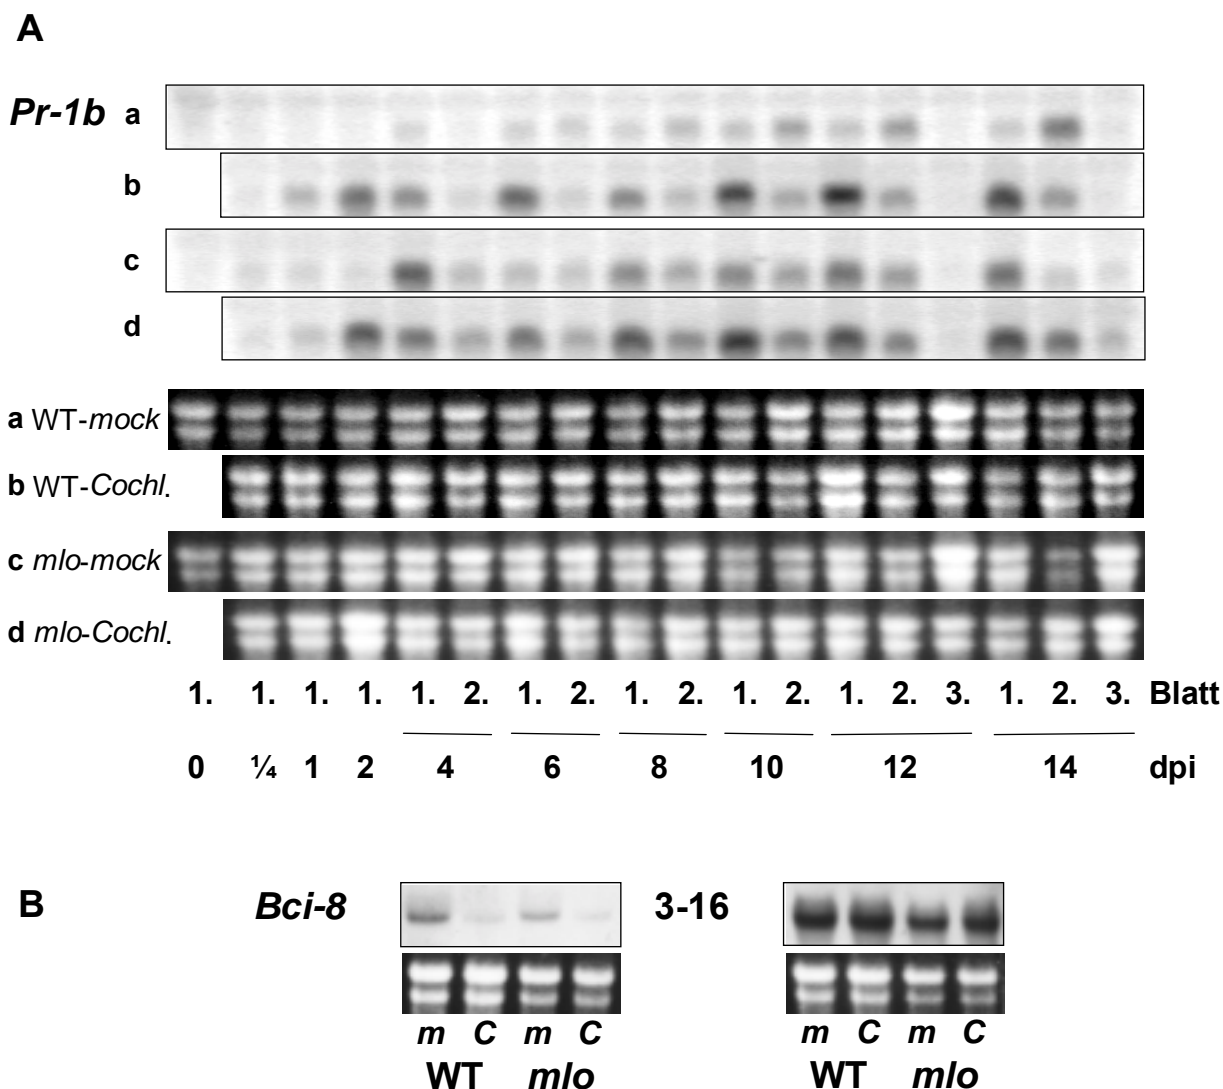 A
Pr-1b a
b
c
d
a WT-mock
b WT-Cochl.
c mlo-mock
d mlo-Cochl.
1. 1. 1. 1. 1. 2. 1. 2. 1. 2. 1. 2. 1. 2. 3. 1. 2. 3. Blatt
0 ¼ 1 2 4 6 8 10 12 14 dpi
B Bci-8 3-16
m C m C m C m C
WT mlo WT mlo